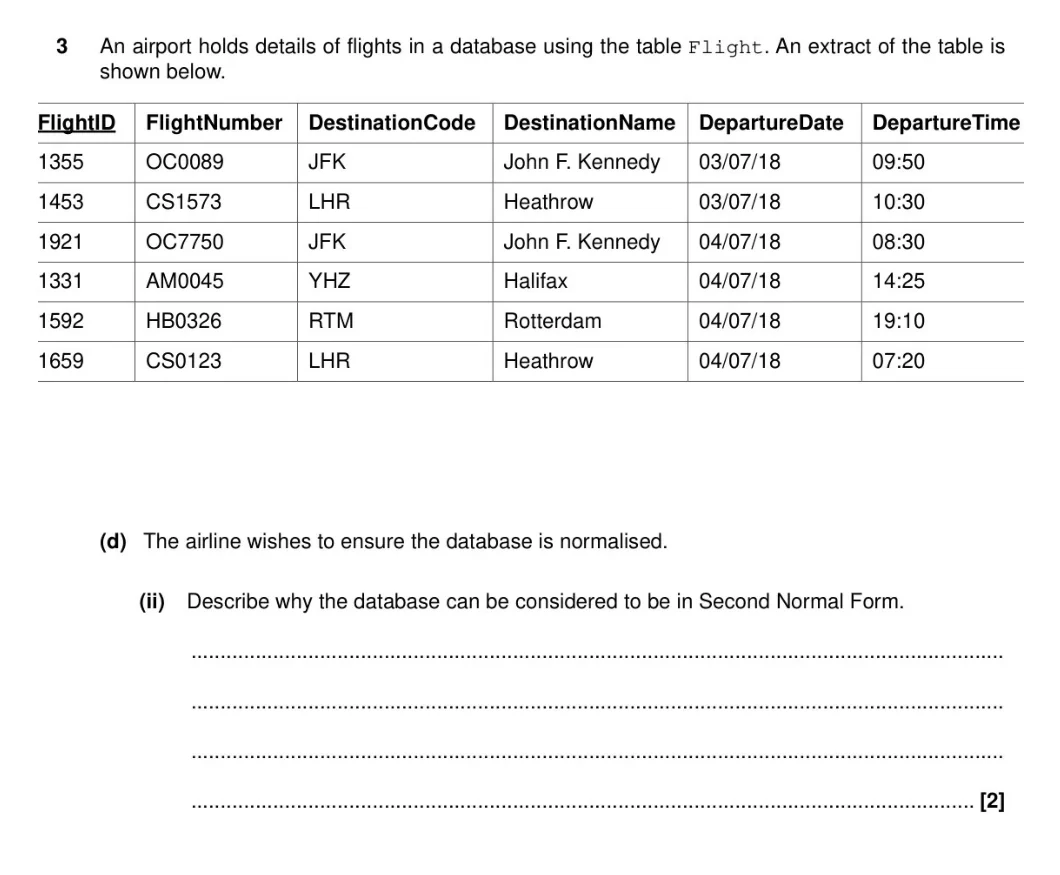 3 An airport holds details of flights in a database using the table Flight. An extract of the table is
shown below.
FlightID FlightNumber DestinationCode DestinationName DepartureDate DepartureTime
1355 OC0089 JFK John F. Kennedy 03/07/18 09:50
1453 CS1573 LHR Heathrow 03/07/18 10:30
1921 OC7750 JFK John F. Kennedy 04/07/18 08:30
1331 AM0045 YHZ Halifax 04/07/18 14:25
1592 HB0326 RTM Rotterdam 04/07/18 19:10
1659 CS0123 LHR Heathrow 04/07/18 07:20
(d) The airline wishes to ensure the database is normalised.
(ii) Describe why the database can be considered to be in Second Normal Form.
[2]